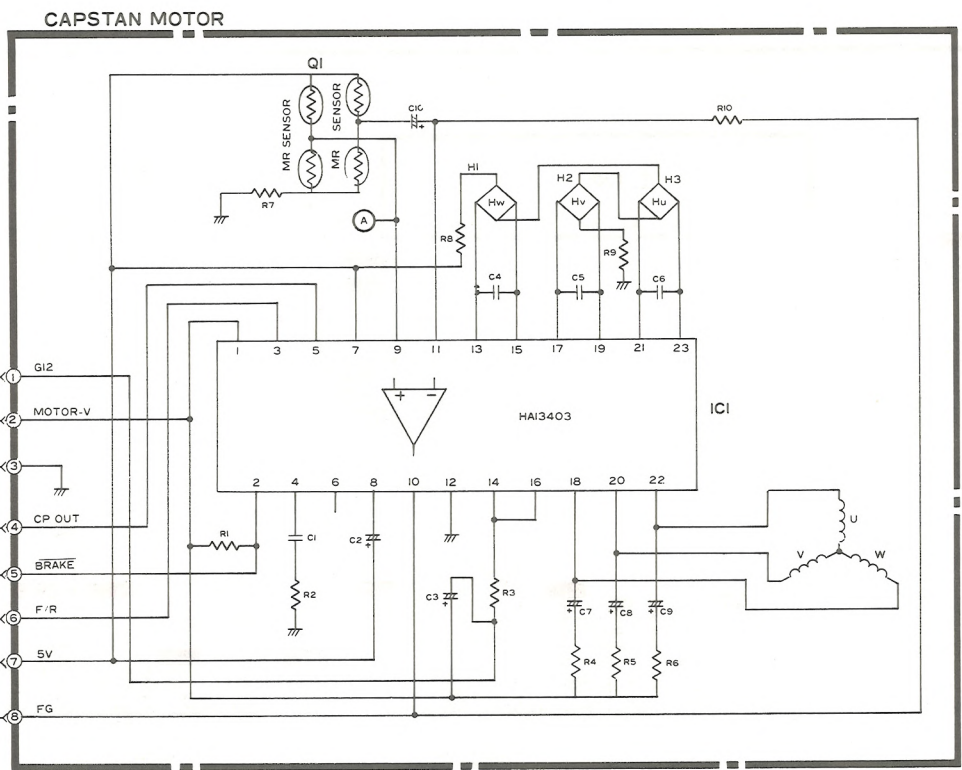 CAPSTAN MOTOR
Q1
MR SENSOR
MR SENSOR
C10
+
R10
R7
A
H1
H2
H3
Hw
Hv
Hu
R8
R9
C4
C5
C6
1 3 5 7 9 11 13 15 17 19 21 23
+ −
HA13403
IC1
2 4 6 8 10 12 14 16 18 20 22
1 G12
2 MOTOR-V
3
4 CP OUT
5 BRAKE
6 F/R
7 5V
8 FG
R1
C1
R2
C2
+
C3
+
R3
C7
+
C8
+
C9
+
R4
R5
R6
U
V
W